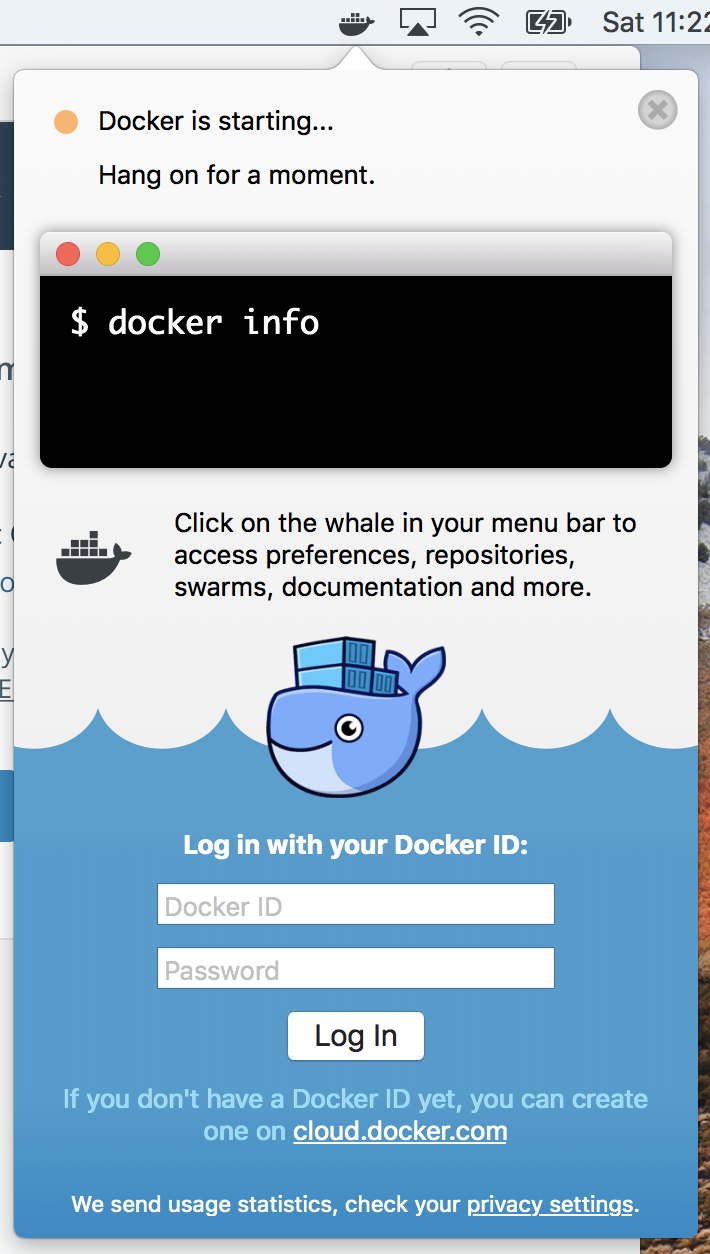 Sat 11:22
Docker is starting...
Hang on for a moment.
$ docker info
Click on the whale in your menu bar to
access preferences, repositories,
swarms, documentation and more.
Log in with your Docker ID:
Docker ID
Password
Log In
If you don't have a Docker ID yet, you can create
one on cloud.docker.com
We send usage statistics, check your privacy settings.